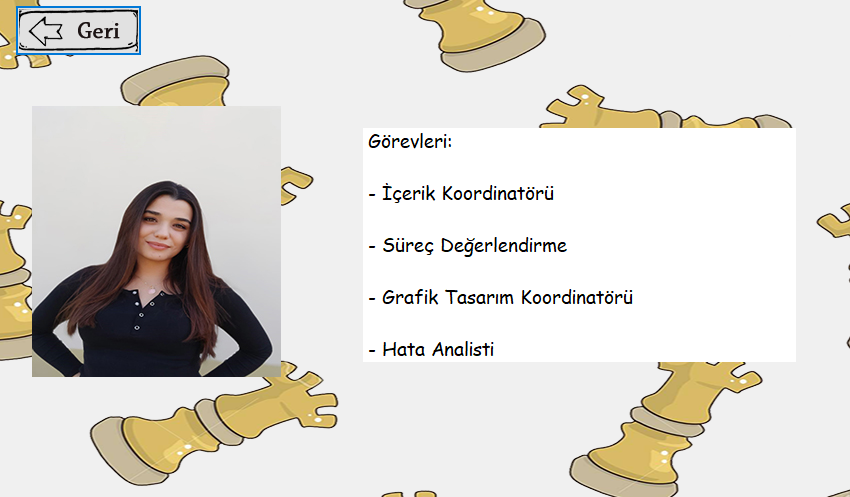 Geri
Görevleri:
- İçerik Koordinatörü
- Süreç Değerlendirme
- Grafik Tasarım Koordinatörü
- Hata Analisti